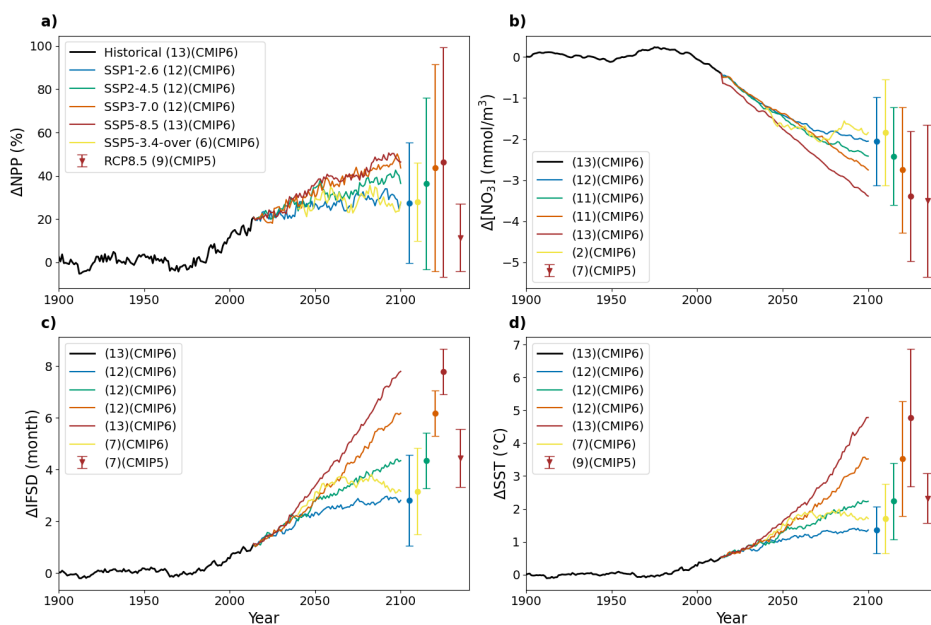 a)
ΔNPP (%)
100
80
60
40
20
0
Historical (13)(CMIP6)
SSP1-2.6 (12)(CMIP6)
SSP2-4.5 (12)(CMIP6)
SSP3-7.0 (12)(CMIP6)
SSP5-8.5 (13)(CMIP6)
SSP5-3.4-over (6)(CMIP6)
RCP8.5 (9)(CMIP5)
1900 1950 2000 2050 2100
b)
Δ[NO₃] (mmol/m³)
0
−1
−2
−3
−4
−5
(13)(CMIP6)
(12)(CMIP6)
(11)(CMIP6)
(11)(CMIP6)
(13)(CMIP6)
(2)(CMIP6)
(7)(CMIP5)
1900 1950 2000 2050 2100
c)
ΔIFSD (month)
8
6
4
2
0
(13)(CMIP6)
(12)(CMIP6)
(12)(CMIP6)
(12)(CMIP6)
(13)(CMIP6)
(7)(CMIP6)
(7)(CMIP5)
1900 1950 2000 2050 2100
Year
d)
ΔSST (°C)
7
6
5
4
3
2
1
0
(13)(CMIP6)
(12)(CMIP6)
(12)(CMIP6)
(12)(CMIP6)
(13)(CMIP6)
(7)(CMIP6)
(9)(CMIP5)
1900 1950 2000 2050 2100
Year